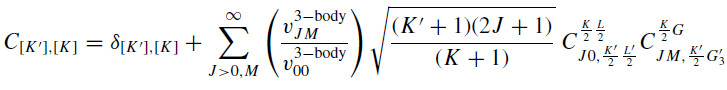 C_{[K'],[K]} = \delta_{[K'],[K]} + \sum_{J>0,M}^{\infty} \left( \frac{v_{JM}^{3-body}}{v_{00}^{3-body}} \right) \sqrt{\frac{(K'+1)(2J+1)}{(K+1)}} C_{J0,\frac{K'}{2}\frac{L'}{2}}^{\frac{K}{2}\frac{L}{2}} C_{JM,\frac{K'}{2}G'_3}^{\frac{K}{2}G}